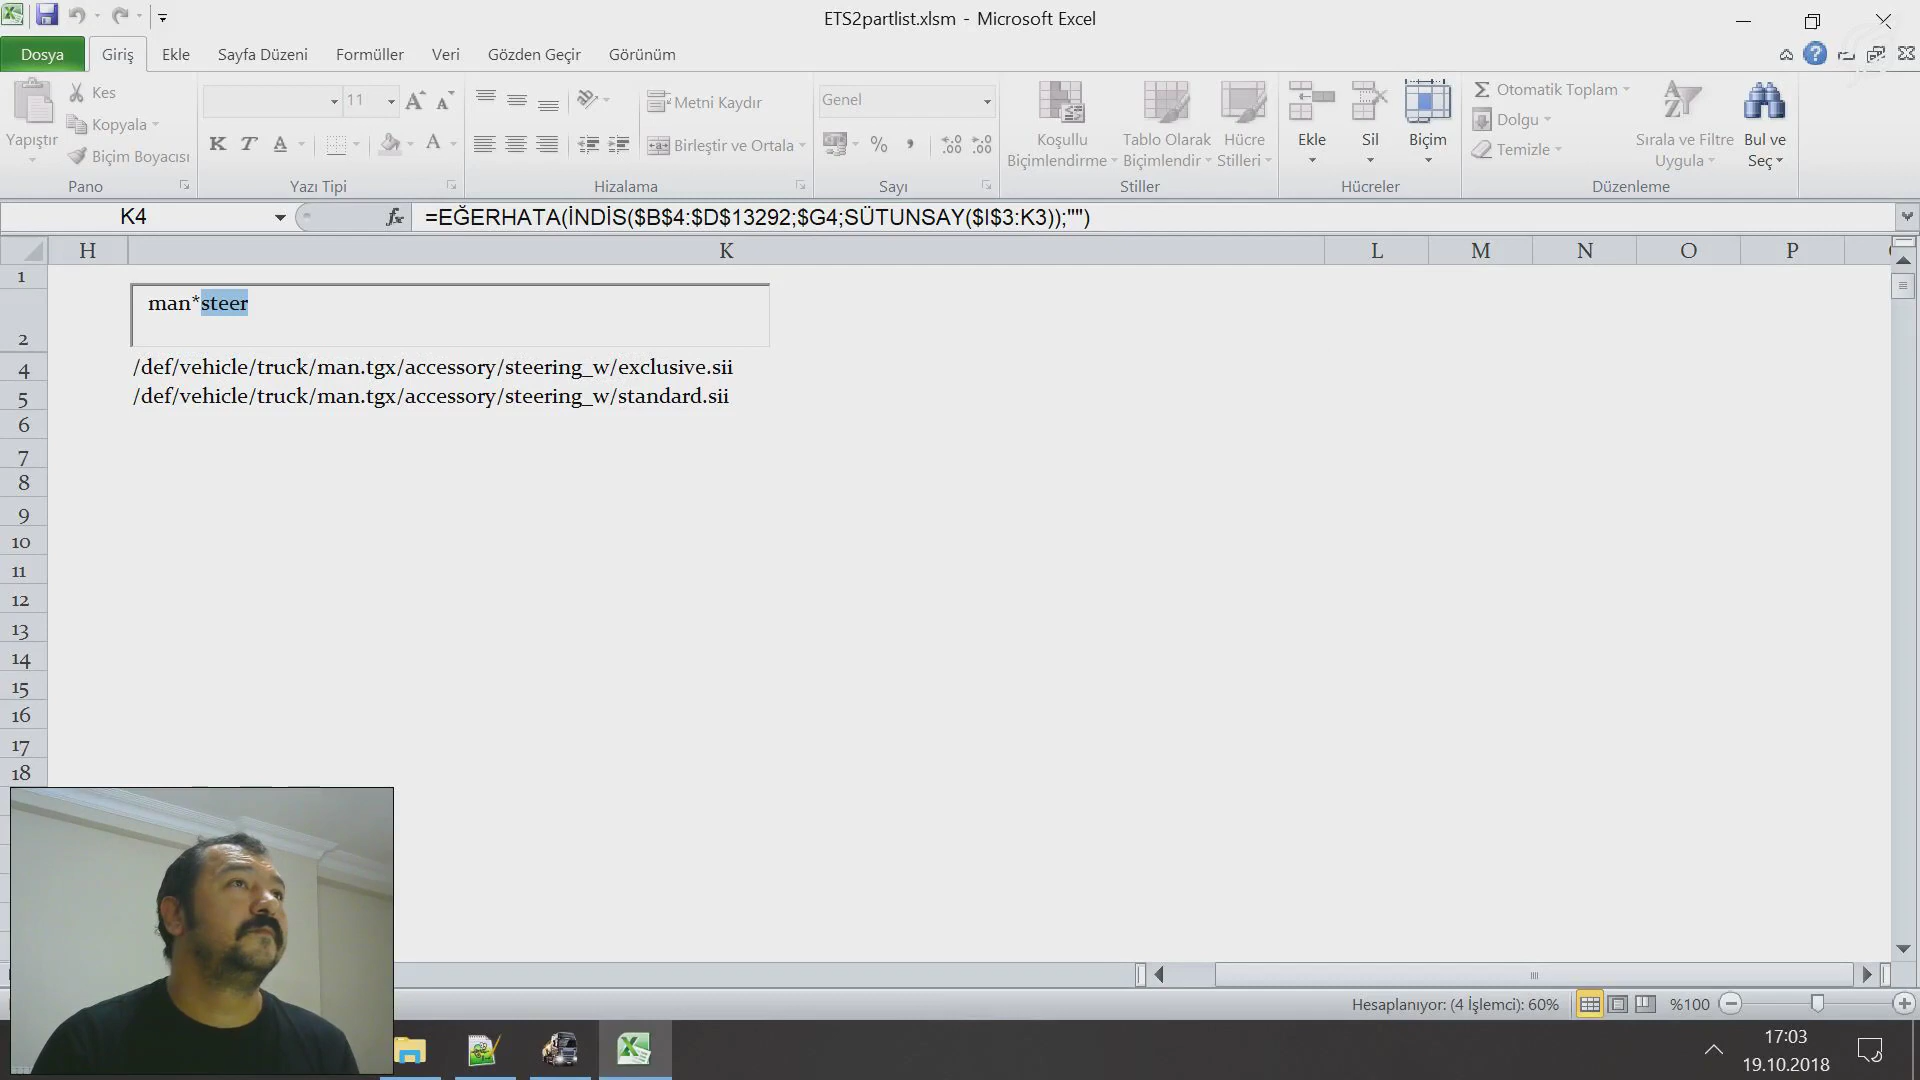 ETS2partlist.xlsm - Microsoft Excel
Dosya Giriş Ekle Sayfa Düzeni Formüller Veri Gözden Geçir Görünüm
Yapıştır
Kes
Kopyala
Biçim Boyacısı
Pano
11
K T A
A
Yazı Tipi
Metni Kaydır
Birleştir ve Ortala
Hizalama
Genel
%
Sayı
Koşullu Biçimlendirme
Tablo Olarak Biçimlendir
Hücre Stilleri
Stiller
Ekle
Sil
Biçim
Hücreler
Otomatik Toplam
Dolgu
Temizle
Sırala ve Filtre Uygula
Bul ve Seç
Düzenleme
K4
fx
=EĞERHATA(İNDİS($B$4:$D$13292;$G4;SÜTUNSAY($I$3:K3));"")
H K L M N O P
1
man*steer
2
4 /def/vehicle/truck/man.tgx/accessory/steering_w/exclusive.sii
5 /def/vehicle/truck/man.tgx/accessory/steering_w/standard.sii
6
7
8
9
10
11
12
13
14
15
16
17
18
Hesaplanıyor: (4 İşlemci): 60%
%100
17:03
19.10.2018